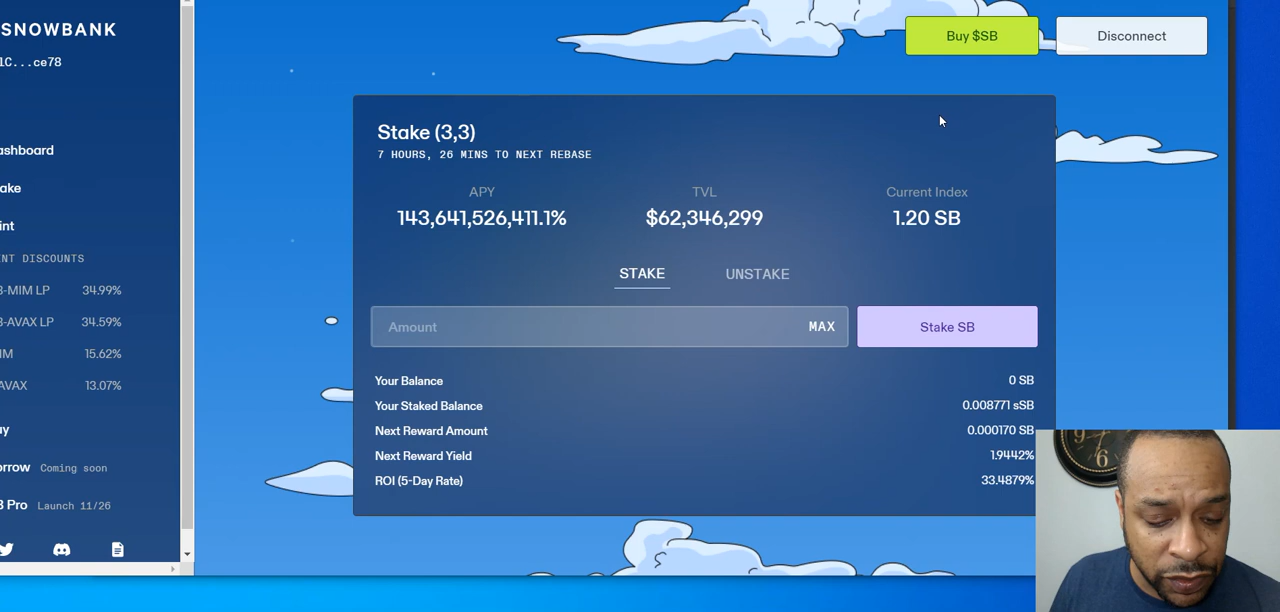 SNOWBANK
1C...ce78
ashboard
ake
int
NT DISCOUNTS
B-MIM LP 34.99%
B-AVAX LP 34.59%
IM 15.62%
AVAX 13.07%
uy
orrow Coming soon
B Pro Launch 11/26
Buy $SB
Disconnect
Stake (3,3)
7 HOURS, 26 MINS TO NEXT REBASE
APY TVL Current Index
143,641,526,411.1% $62,346,299 1.20 SB
STAKE UNSTAKE
Amount MAX Stake SB
Your Balance 0 SB
Your Staked Balance 0.008771 sSB
Next Reward Amount 0.000170 SB
Next Reward Yield 1.9442%
ROI (5-Day Rate) 33.4879%
9
6